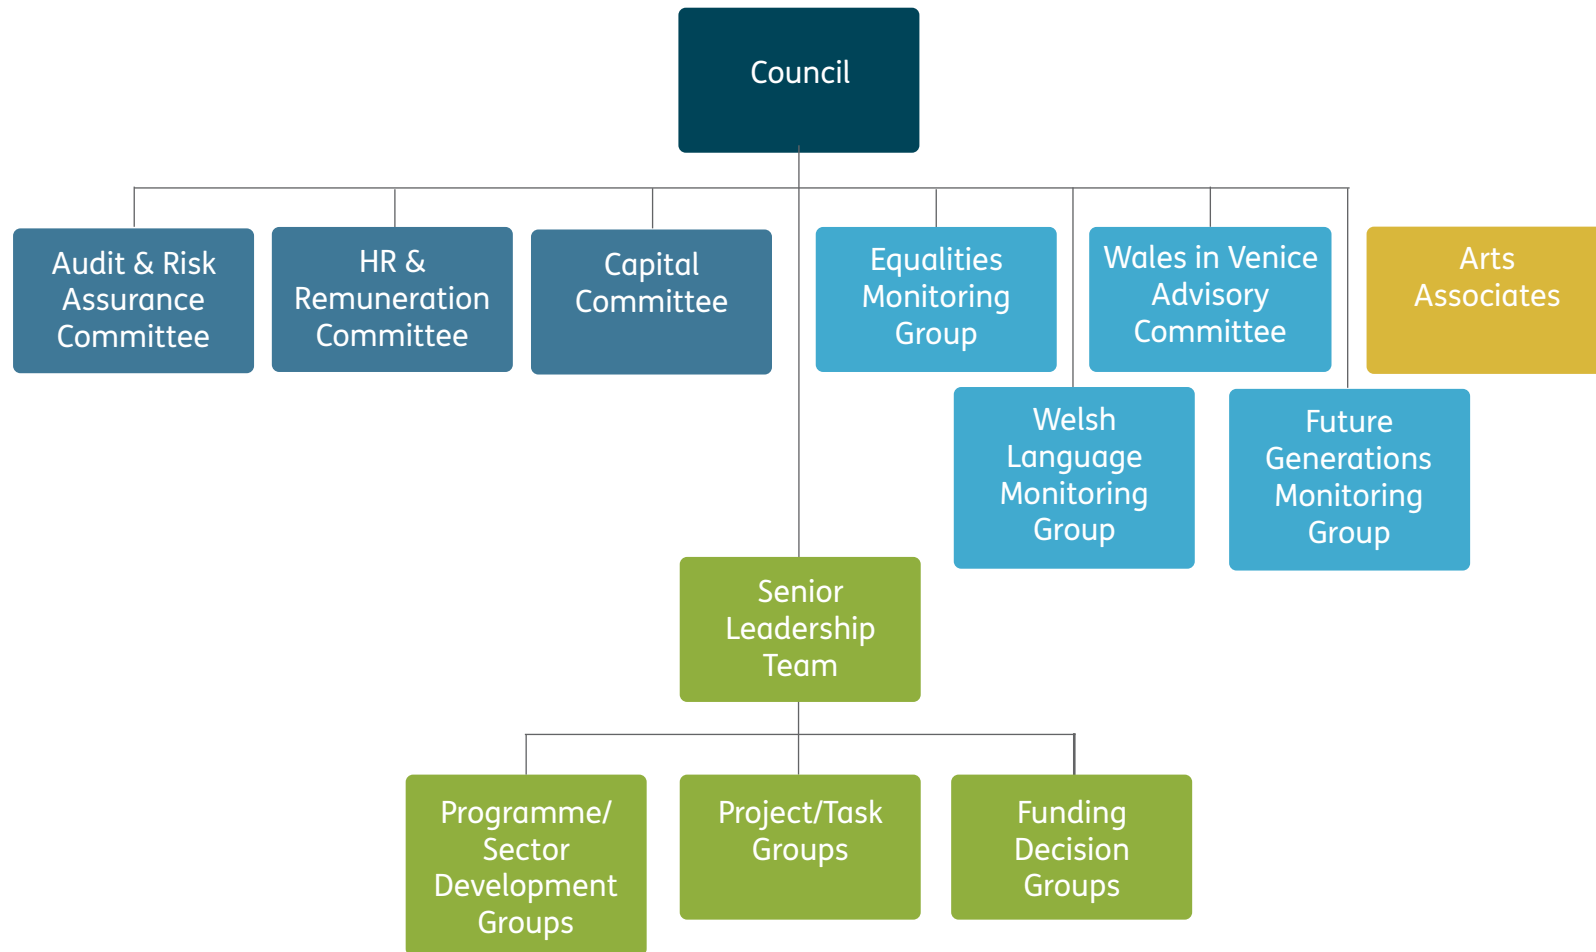 Council
Audit & Risk
Assurance
Committee
HR &
Remuneration
Committee
Capital
Committee
Equalities
Monitoring
Group
Wales in Venice
Advisory
Committee
Arts
Associates
Welsh
Language
Monitoring
Group
Future
Generations
Monitoring
Group
Senior
Leadership
Team
Programme/
Sector
Development
Groups
Project/Task
Groups
Funding
Decision
Groups